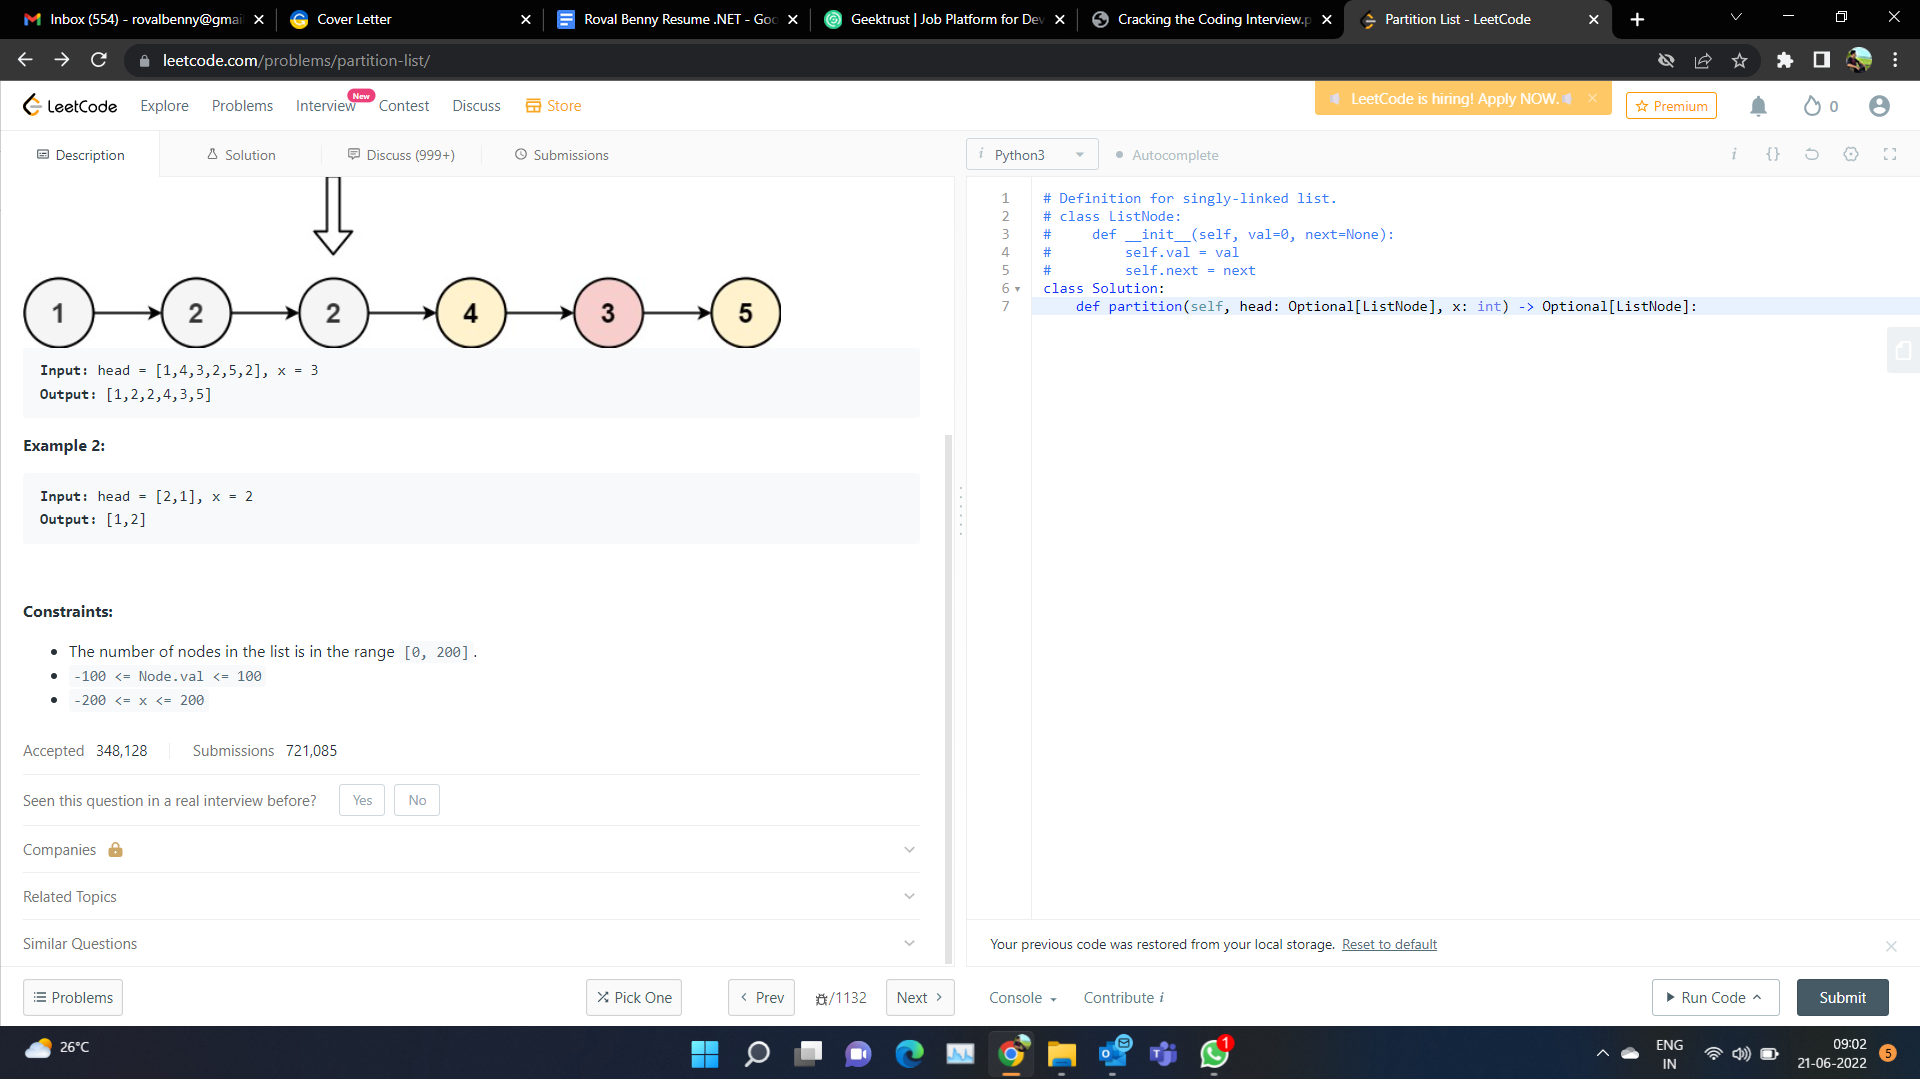 Inbox (554) - rovalbenny@gmai
Cover Letter
Roval Benny Resume .NET - Goo
Geektrust | Job Platform for Dev
Cracking the Coding Interview.p
Partition List - LeetCode
leetcode.com/problems/partition-list/
LeetCode
Explore
Problems
Interview
New
Contest
Discuss
Store
LeetCode is hiring! Apply NOW.
Premium
0
Description
Solution
Discuss (999+)
Submissions
i Python3
Autocomplete
i {}
1 2 2 4 3 5
Input: head = [1,4,3,2,5,2], x = 3
Output: [1,2,2,4,3,5]
Example 2:
Input: head = [2,1], x = 2
Output: [1,2]
Constraints:
The number of nodes in the list is in the range [0, 200].
-100 <= Node.val <= 100
-200 <= x <= 200
Accepted 348,128
Submissions 721,085
Seen this question in a real interview before?
Yes
No
Companies
Related Topics
Similar Questions
1 # Definition for singly-linked list.
2 # class ListNode:
3 #     def __init__(self, val=0, next=None):
4 #         self.val = val
5 #         self.next = next
6 class Solution:
7     def partition(self, head: Optional[ListNode], x: int) -> Optional[ListNode]:
Your previous code was restored from your local storage. Reset to default
Problems
Pick One
Prev
/1132
Next
Console
Contribute i
Run Code
Submit
26°C
1
ENG
IN
09:02
21-06-2022
5